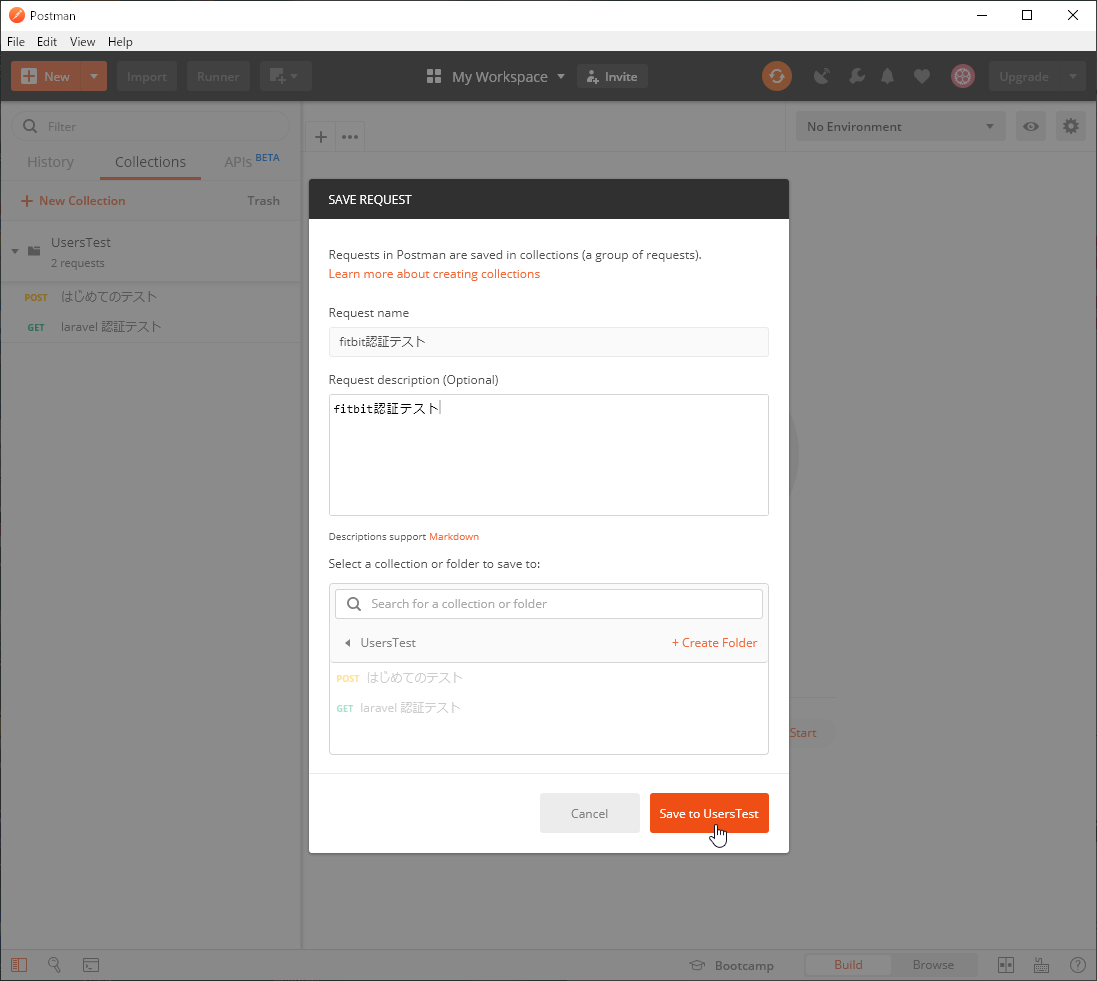 Postman
File Edit View Help
New Import Runner My Workspace Invite Upgrade
Filter
No Environment
History Collections APIs BETA
New Collection Trash
UsersTest
2 requests
POST はじめてのテスト
GET laravel 認証テスト
SAVE REQUEST
Requests in Postman are saved in collections (a group of requests).
Learn more about creating collections
Request name
fitbit認証テスト
Request description (Optional)
fitbit認証テスト
Descriptions support Markdown
Select a collection or folder to save to:
Search for a collection or folder
UsersTest + Create Folder
POST はじめてのテスト
GET laravel 認証テスト
Start
Cancel Save to UsersTest
Bootcamp Build Browse